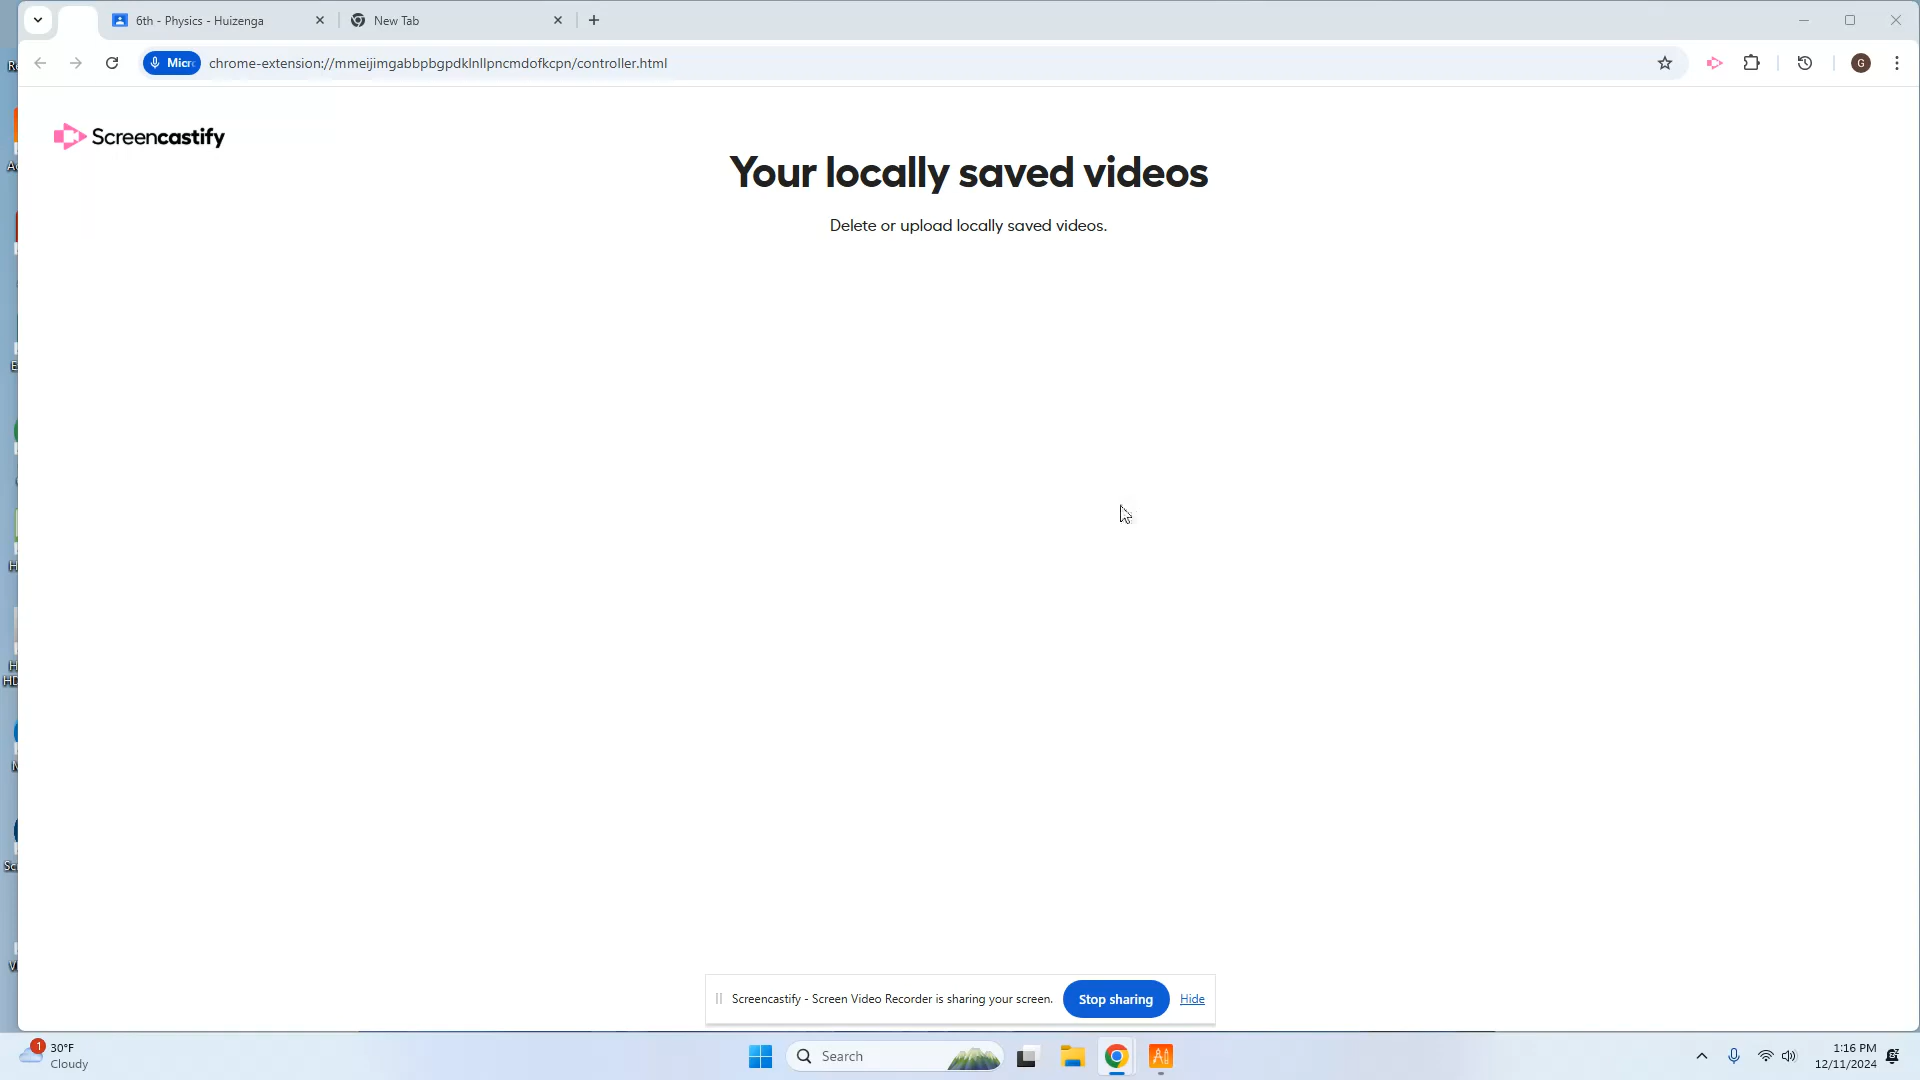 6th - Physics - Huizenga
New Tab
Micr
chrome-extension://mmeijimgabbpbgpdklnllpncmdofkcpn/controller.html
G
Screencastify
Your locally saved videos
Delete or upload locally saved videos.
Screencastify - Screen Video Recorder is sharing your screen.
Stop sharing
Hide
1
30°F
Cloudy
Search
1:16 PM
12/11/2024